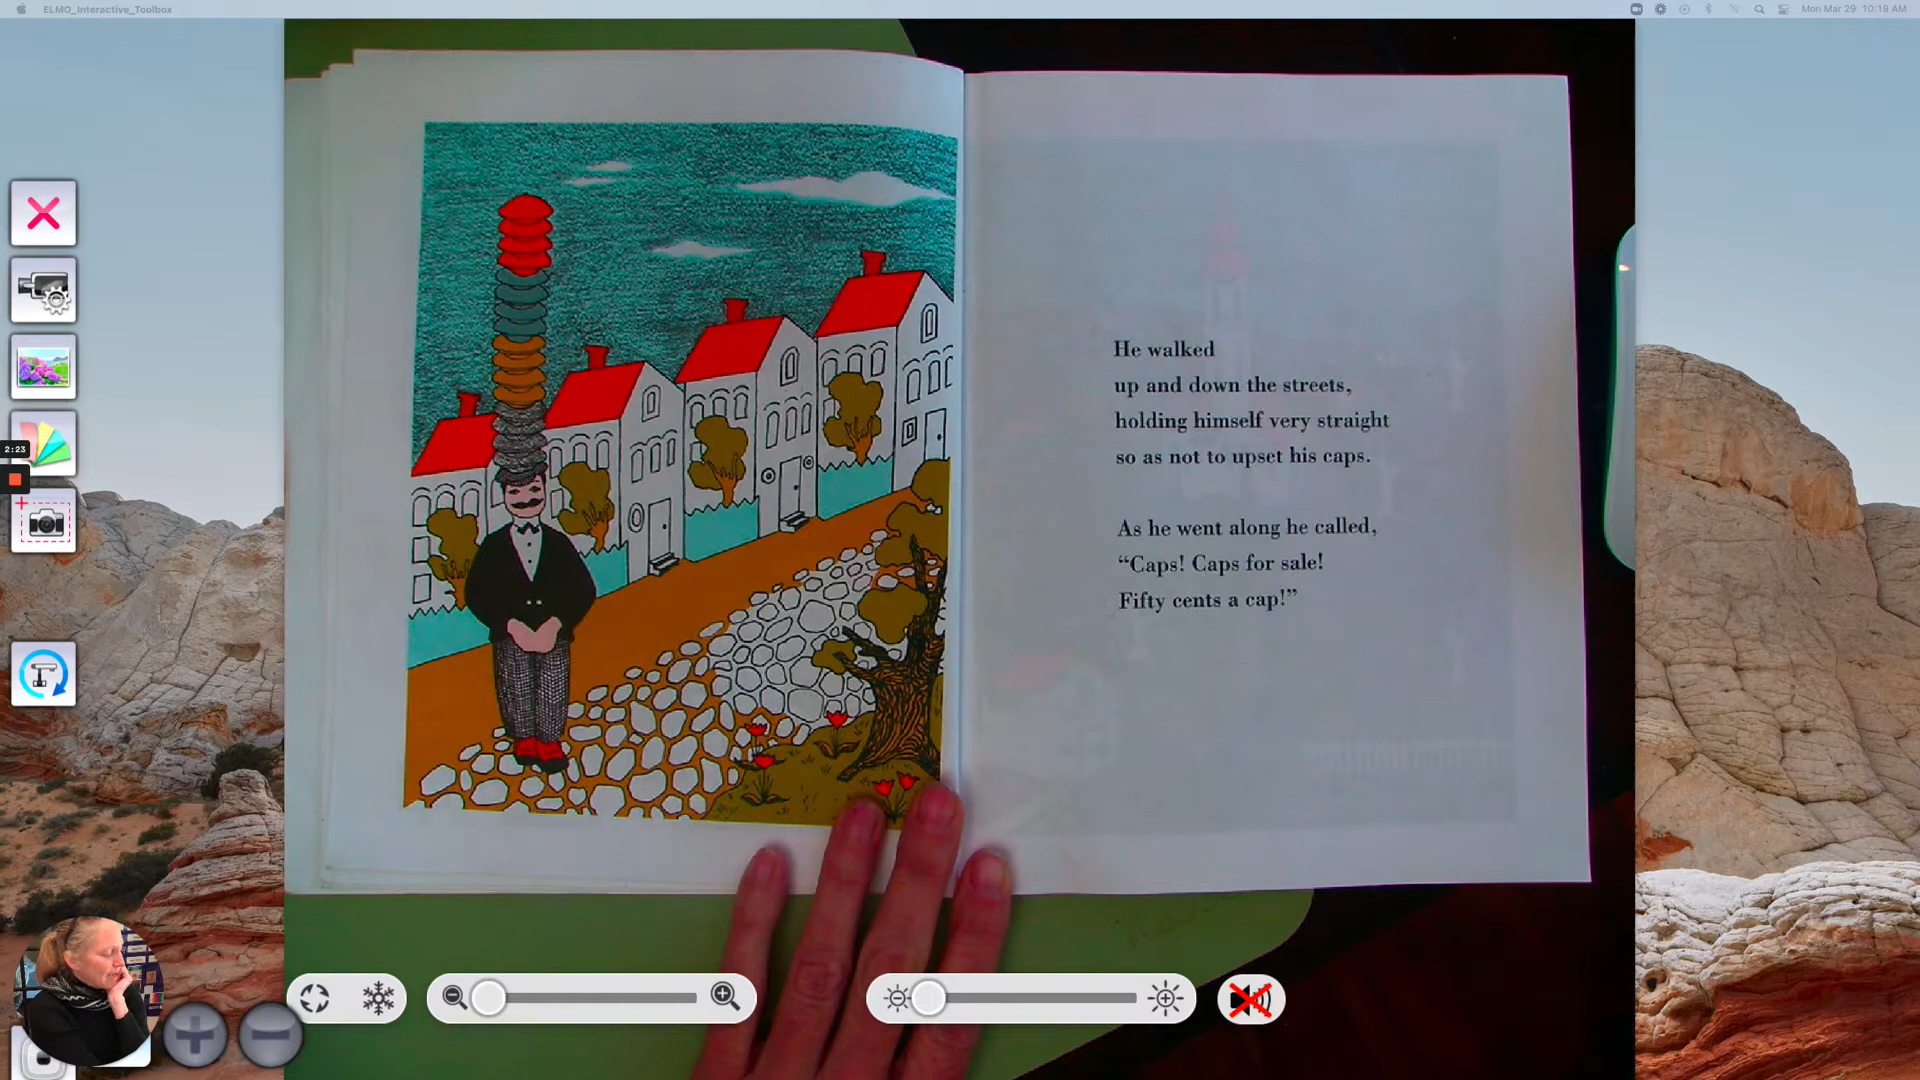 ELMO_Interactive_Toolbox
Mon Mar 29 10:19 AM
He walked
up and down the streets,
holding himself very straight
so as not to upset his caps.
As he went along he called,
“Caps! Caps for sale!
Fifty cents a cap!”
2:23